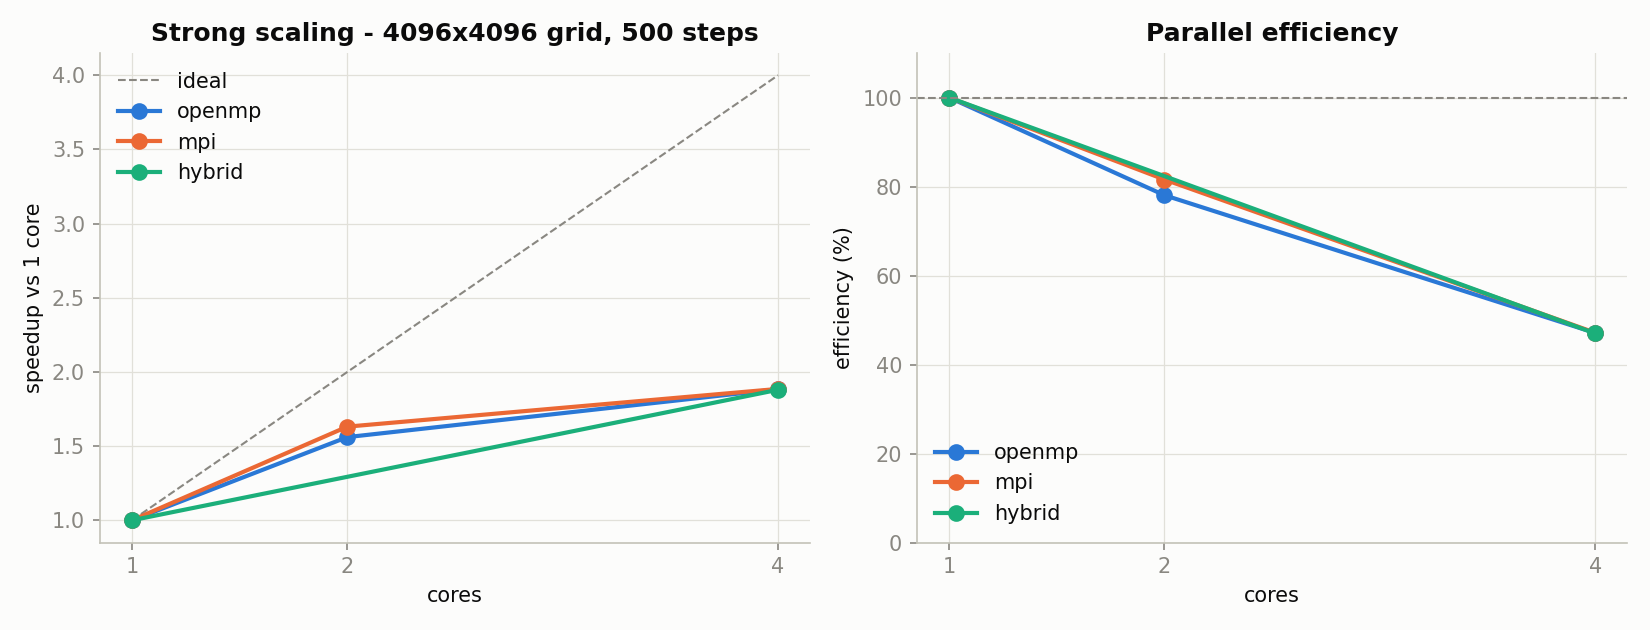 Strong scaling - 4096x4096 grid, 500 steps
4.0
3.5
3.0
2.5
2.0
1.5
1.0
speedup vs 1 core
ideal
openmp
mpi
hybrid
1
2
4
cores
Parallel efficiency
100
80
60
40
20
0
efficiency (%)
openmp
mpi
hybrid
1
2
4
cores